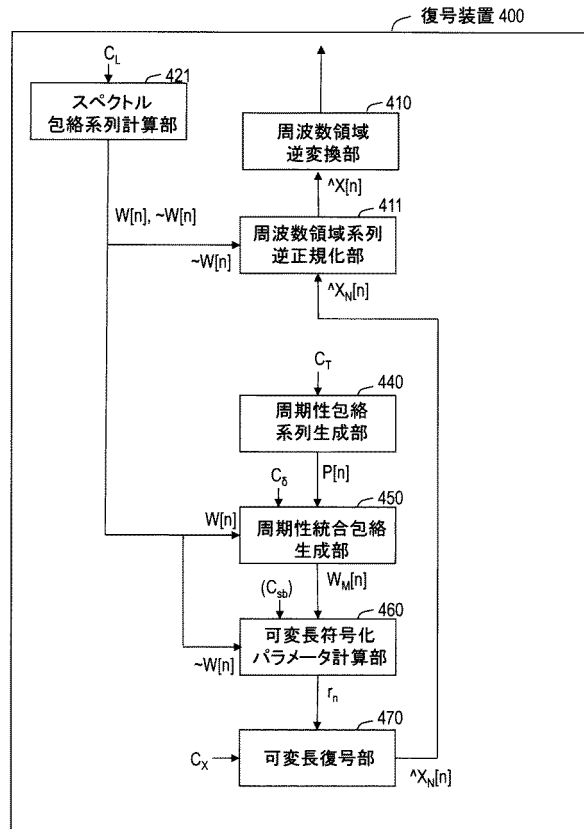 復号装置 400
C_L
421
スペクトル
包絡系列計算部
410
周波数領域
逆変換部
^X[n]
W[n], ~W[n]
411
周波数領域系列
逆正規化部
~W[n]
^X_N[n]
C_T
440
周期性包絡
系列生成部
C_δ
P[n]
450
W[n]
周期性統合包絡
生成部
(C_sb)
W_M[n]
460
可変長符号化
パラメータ計算部
~W[n]
r_n
470
C_X
可変長復号部
^X_N[n]